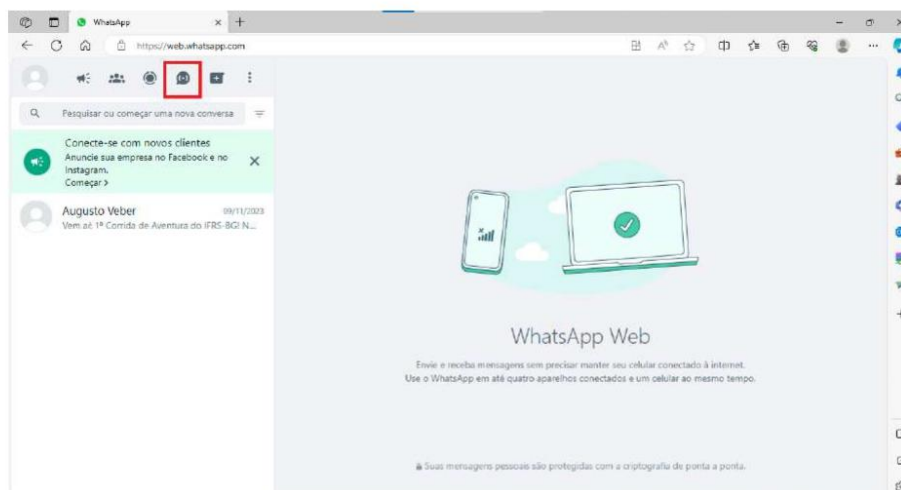 WhatsApp
https://web.whatsapp.com
Pesquisar ou começar uma nova conversa
Conecte-se com novos clientes
Anuncie sua empresa no Facebook e no
Instagram.
Começar >
Augusto Veber 09/11/2023
Vem aí: 1ª Corrida de Aventura do IFRS-BG! N...
WhatsApp Web
Envie e receba mensagens sem precisar manter seu celular conectado à internet.
Use o WhatsApp em até quatro aparelhos conectados e um celular ao mesmo tempo.
Suas mensagens pessoais são protegidas com a criptografia de ponta a ponta.